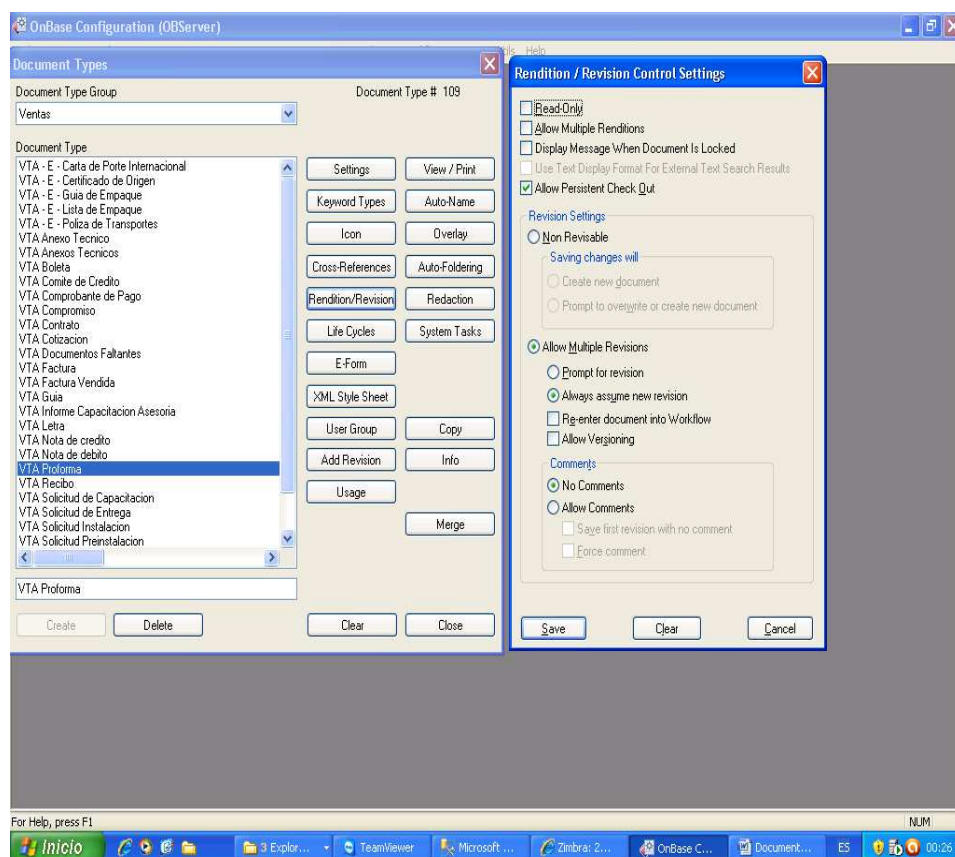 OnBase Configuration (OBServer)
Help
Document Types
Document Type Group
Document Type # 109
Ventas
Document Type
VTA - E - Carta de Porte Internacional
VTA - E - Certificado de Origen
VTA - E - Guia de Empaque
VTA - E - Lista de Empaque
VTA - E - Poliza de Transportes
VTA Anexo Tecnico
VTA Anexos Tecnicos
VTA Boleta
VTA Comite de Credito
VTA Comprobante de Pago
VTA Compromiso
VTA Contrato
VTA Cotizacion
VTA Documentos Faltantes
VTA Factura
VTA Factura Vendida
VTA Guia
VTA Informe Capacitacion Asesoria
VTA Letra
VTA Nota de credito
VTA Nota de debito
VTA Proforma
VTA Recibo
VTA Solicitud de Capacitacion
VTA Solicitud de Entrega
VTA Solicitud Instalacion
VTA Solicitud Preinstalacion
VTA Proforma
Create
Delete
Settings
View / Print
Keyword Types
Auto-Name
Icon
Overlay
Cross-References
Auto-Foldering
Rendition/Revision
Redaction
Life Cycles
System Tasks
E-Form
XML Style Sheet
User Group
Copy
Add Revision
Info
Usage
Merge
Clear
Close
Rendition / Revision Control Settings
Read-Only
Allow Multiple Renditions
Display Message When Document Is Locked
Use Text Display Format For External Text Search Results
Allow Persistent Check Out
Revision Settings
Non Revisable
Saving changes will
Create new document
Prompt to overwrite or create new document
Allow Multiple Revisions
Prompt for revision
Always assume new revision
Re-enter document into Workflow
Allow Versioning
Comments
No Comments
Allow Comments
Save first revision with no comment
Force comment
Save
Clear
Cancel
For Help, press F1
NUM
Inicio
3 Explor...
TeamViewer
Microsoft ...
Zimbra: 2...
OnBase C...
Document...
ES
00:26